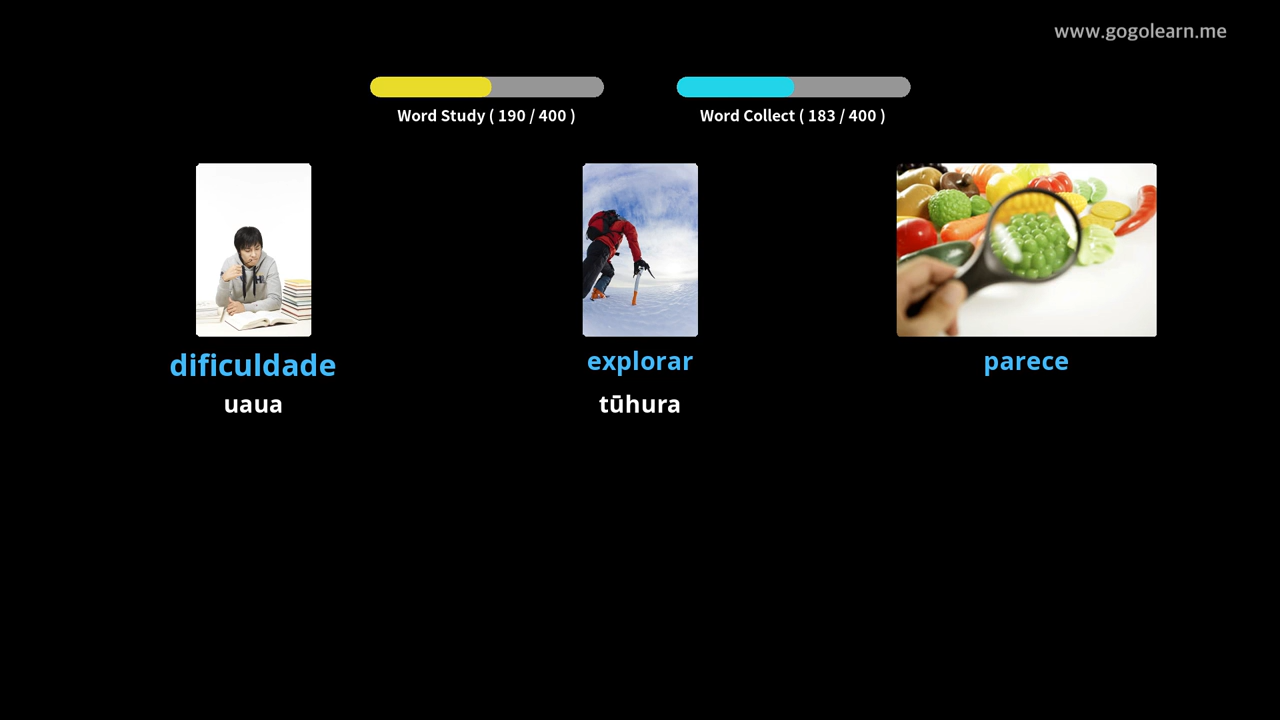 www.gogolearn.me
Word Study ( 190 / 400 )
Word Collect ( 183 / 400 )
dificuldade
explorar
parece
uaua
tūhura